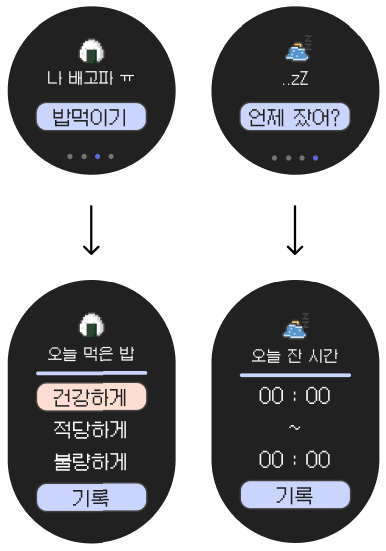 나 배고파 ㅠ
밥먹이기
..zZ
언제 잤어?
오늘 먹은 밥
건강하게
적당하게
불량하게
기록
오늘 잔 시간
00 : 00
~
00 : 00
기록